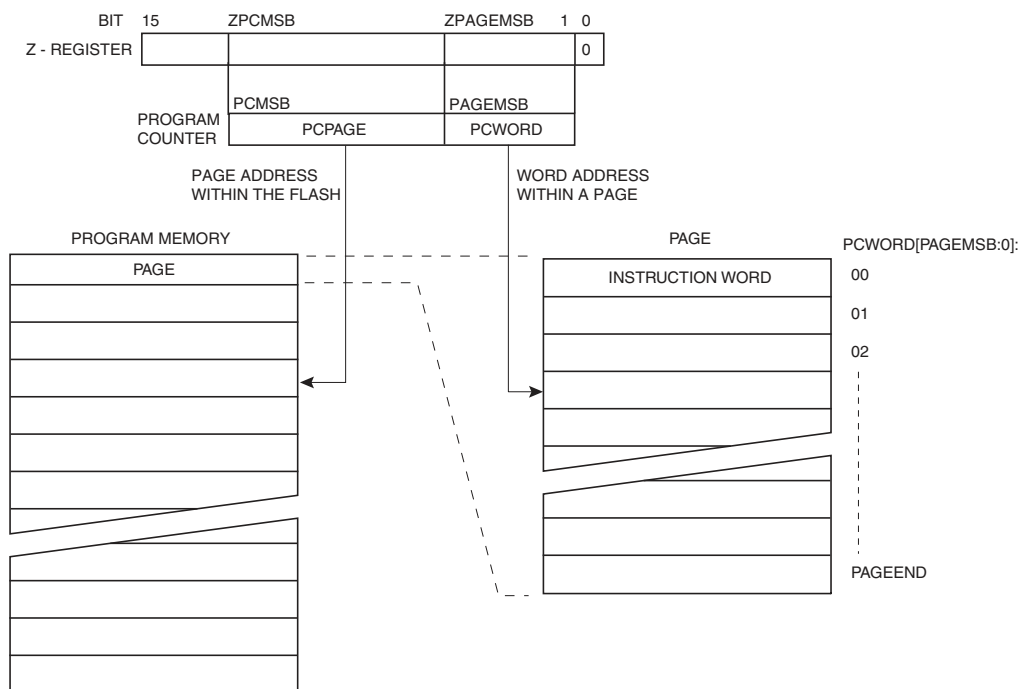 BIT 15 ZPCMSB ZPAGEMSB 1 0
Z - REGISTER 0
PCMSB PAGEMSB
PROGRAM
COUNTER
PCPAGE PCWORD
PAGE ADDRESS
WITHIN THE FLASH
WORD ADDRESS
WITHIN A PAGE
PROGRAM MEMORY
PAGE
PAGE
INSTRUCTION WORD
PCWORD[PAGEMSB:0]:
00
01
02
PAGEEND